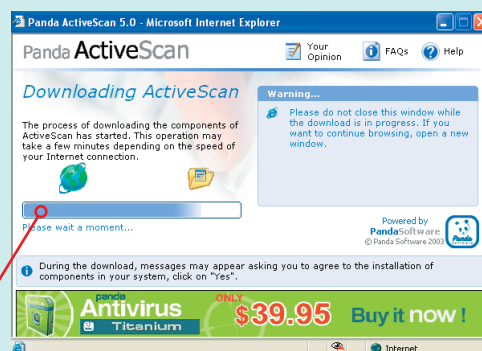 Panda ActiveScan 5.0 - Microsoft Internet Explorer
Panda ActiveScan
Your Opinion
FAQs
Help
Downloading ActiveScan
The process of downloading the components of
ActiveScan has started. This operation may
take a few minutes depending on the speed of
your Internet connection.
Please wait a moment...
Warning...
Please do not close this window while
the download is in progress. If you
want to continue browsing, open a new
window.
Powered by
PandaSoftware
© Panda Software 2003
Panda
During the download, messages may appear asking you to agree to the installation of
components in your system, click on "Yes".
panda
Antivirus
Titanium
ONLY
$39.95
Buy it now !
Internet